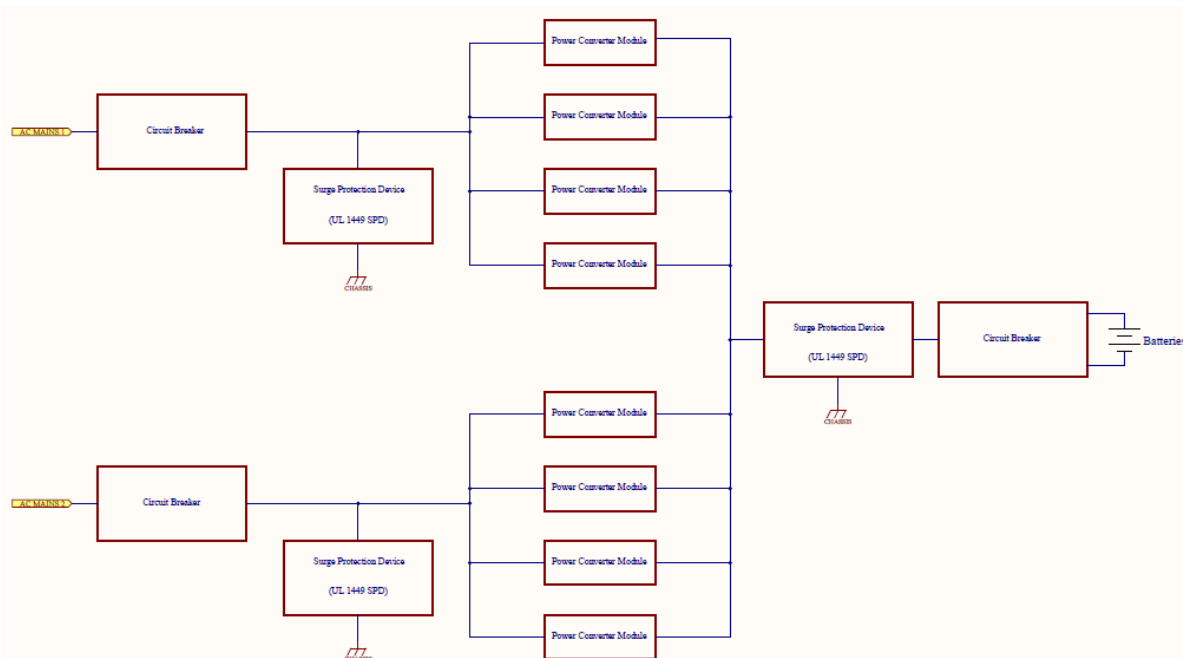 Power Converter Module
Power Converter Module
AC MAINS 1
Circuit Breaker
Surge Protection Device
(UL 1449 SPD)
CHASSIS
Power Converter Module
Power Converter Module
Surge Protection Device
(UL 1449 SPD)
CHASSIS
Circuit Breaker
Batteries
Power Converter Module
Power Converter Module
AC MAINS 2
Circuit Breaker
Surge Protection Device
(UL 1449 SPD)
CHASSIS
Power Converter Module
Power Converter Module